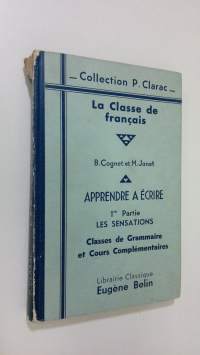 Collection P. Clarac
La Classe de
français
B. Cognet et M. Janet
APPRENDRE A ÉCRIRE
1re Partie
LES SENSATIONS
Classes de Grammaire
et Cours Complémentaires
Librairie Classique
Eugène Belin